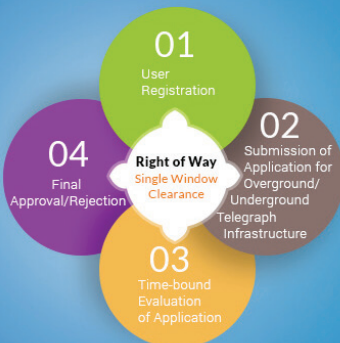 01
User
Registration
02
Submission of
Application for
Overground/
Underground
Telegraph
Infrastructure
03
Time-bound
Evaluation
of Application
04
Final
Approval/Rejection
Right of Way
Single Window
Clearance